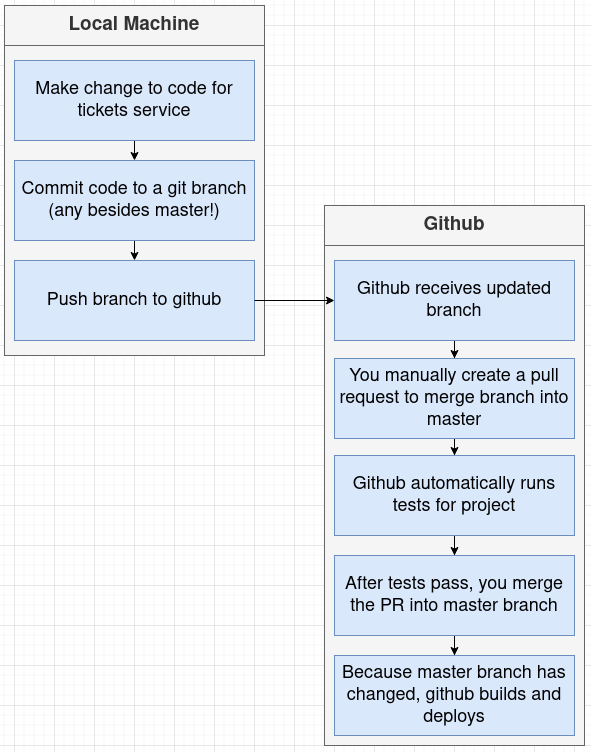 Local Machine
Make change to code for
tickets service
Commit code to a git branch
(any besides master!)
Push branch to github
Github
Github receives updated
branch
You manually create a pull
request to merge branch into
master
Github automatically runs
tests for project
After tests pass, you merge
the PR into master branch
Because master branch has
changed, github builds and
deploys